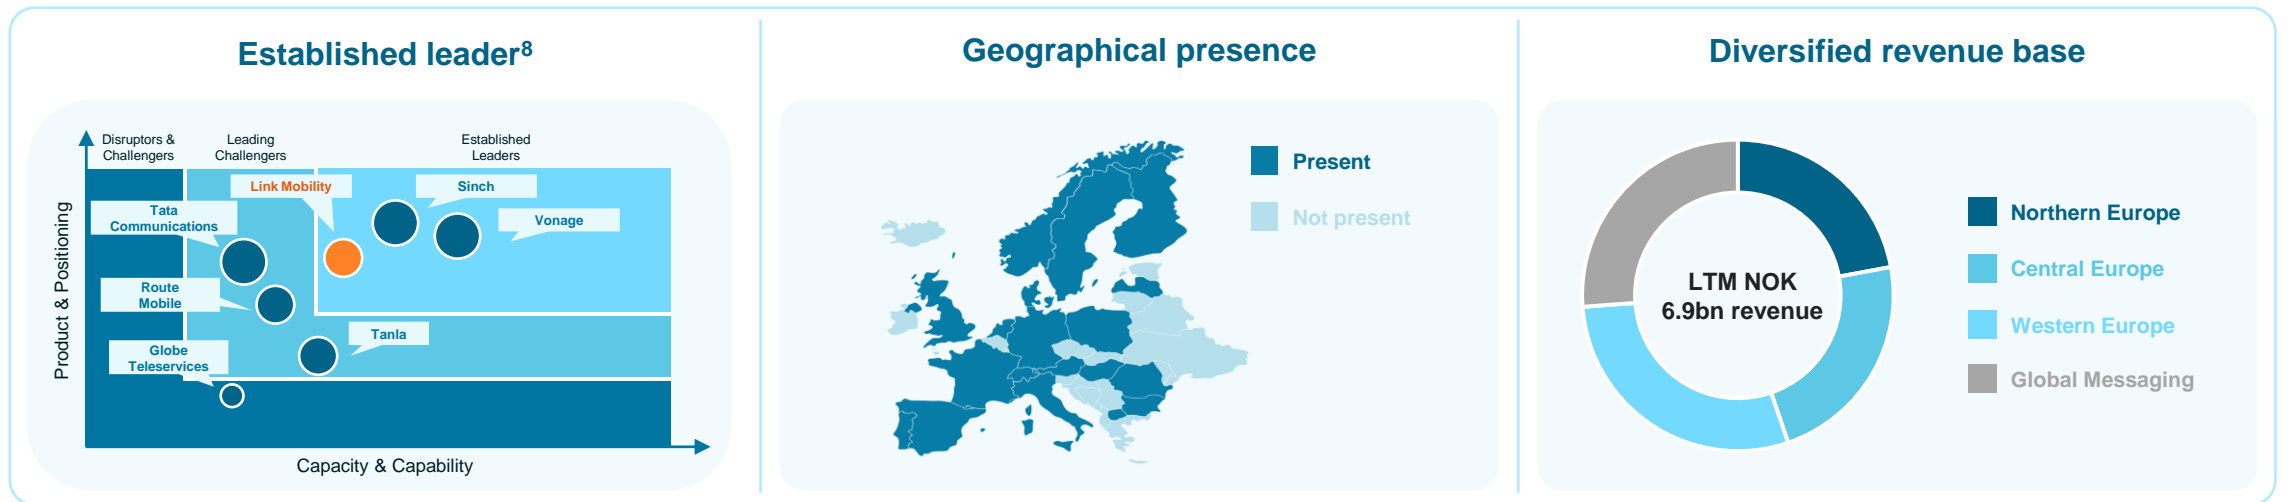 Established leader8
Disruptors &
Challengers
Leading
Challengers
Established
Leaders
Link Mobility
Sinch
Tata
Communications
Vonage
Route
Mobile
Tanla
Globe
Teleservices
Product & Positioning
Capacity & Capability
Geographical presence
Present
Not present
Diversified revenue base
LTM NOK
6.9bn revenue
Northern Europe
Central Europe
Western Europe
Global Messaging